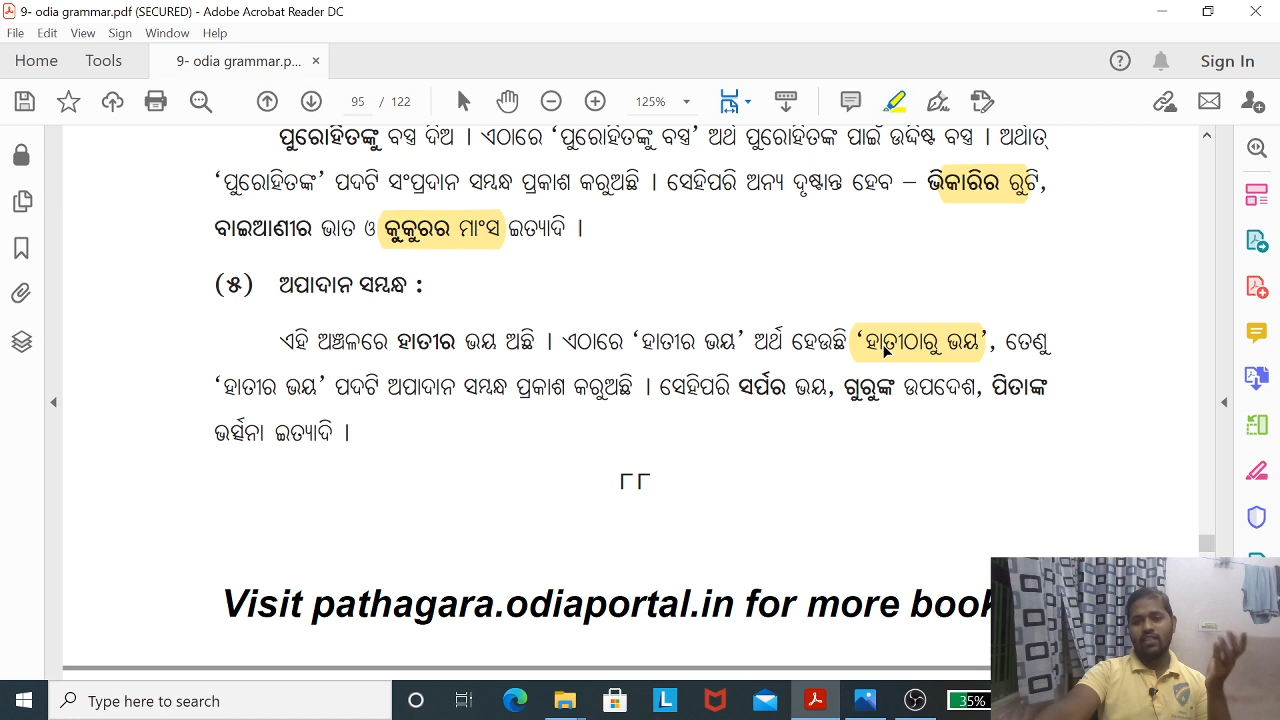 9- odia grammar.pdf (SECURED) - Adobe Acrobat Reader DC
File Edit View Sign Window Help
Home Tools 9- odia grammar.p... × Sign In
95 / 122 125%
ପୁରୋହିତଙ୍କୁ ବସ୍ତ୍ର ଦିଅ । ଏଠାରେ ‘ପୁରୋହିତଙ୍କୁ ବସ୍ତ୍ର’ ଅର୍ଥ ପୁରୋହିତଙ୍କ ପାଇଁ ଉଦ୍ଦିଷ୍ଟ ବସ୍ତ୍ର । ଅର୍ଥାତ୍
‘ପୁରୋହିତଙ୍କ’ ପଦଟି ସଂପ୍ରଦାନ ସମ୍ବନ୍ଧ ପ୍ରକାଶ କରୁଅଛି । ସେହିପରି ଅନ୍ୟ ଦୃଷ୍ଟାନ୍ତ ହେବ – ଭିକାରିର ରୁଟି,
ବାଇଆଣୀର ଭାତ ଓ କୁକୁରର ମାଂସ ଇତ୍ୟାଦି ।
(୫) ଅପାଦାନ ସମ୍ବନ୍ଧ :
ଏହି ଅଞ୍ଚଳରେ ହାତୀର ଭୟ ଅଛି । ଏଠାରେ ‘ହାତୀର ଭୟ’ ଅର୍ଥ ହେଉଛି ‘ହାତୀଠାରୁ ଭୟ’, ତେଣୁ
‘ହାତୀର ଭୟ’ ପଦଟି ଅପାଦାନ ସମ୍ବନ୍ଧ ପ୍ରକାଶ କରୁଅଛି । ସେହିପରି ସର୍ପର ଭୟ, ଗୁରୁଙ୍କ ଉପଦେଶ, ପିତାଙ୍କ
ଭର୍ତ୍ସନା ଇତ୍ୟାଦି ।
୮୮
Visit pathagara.odiaportal.in for more book
Type here to search
35%